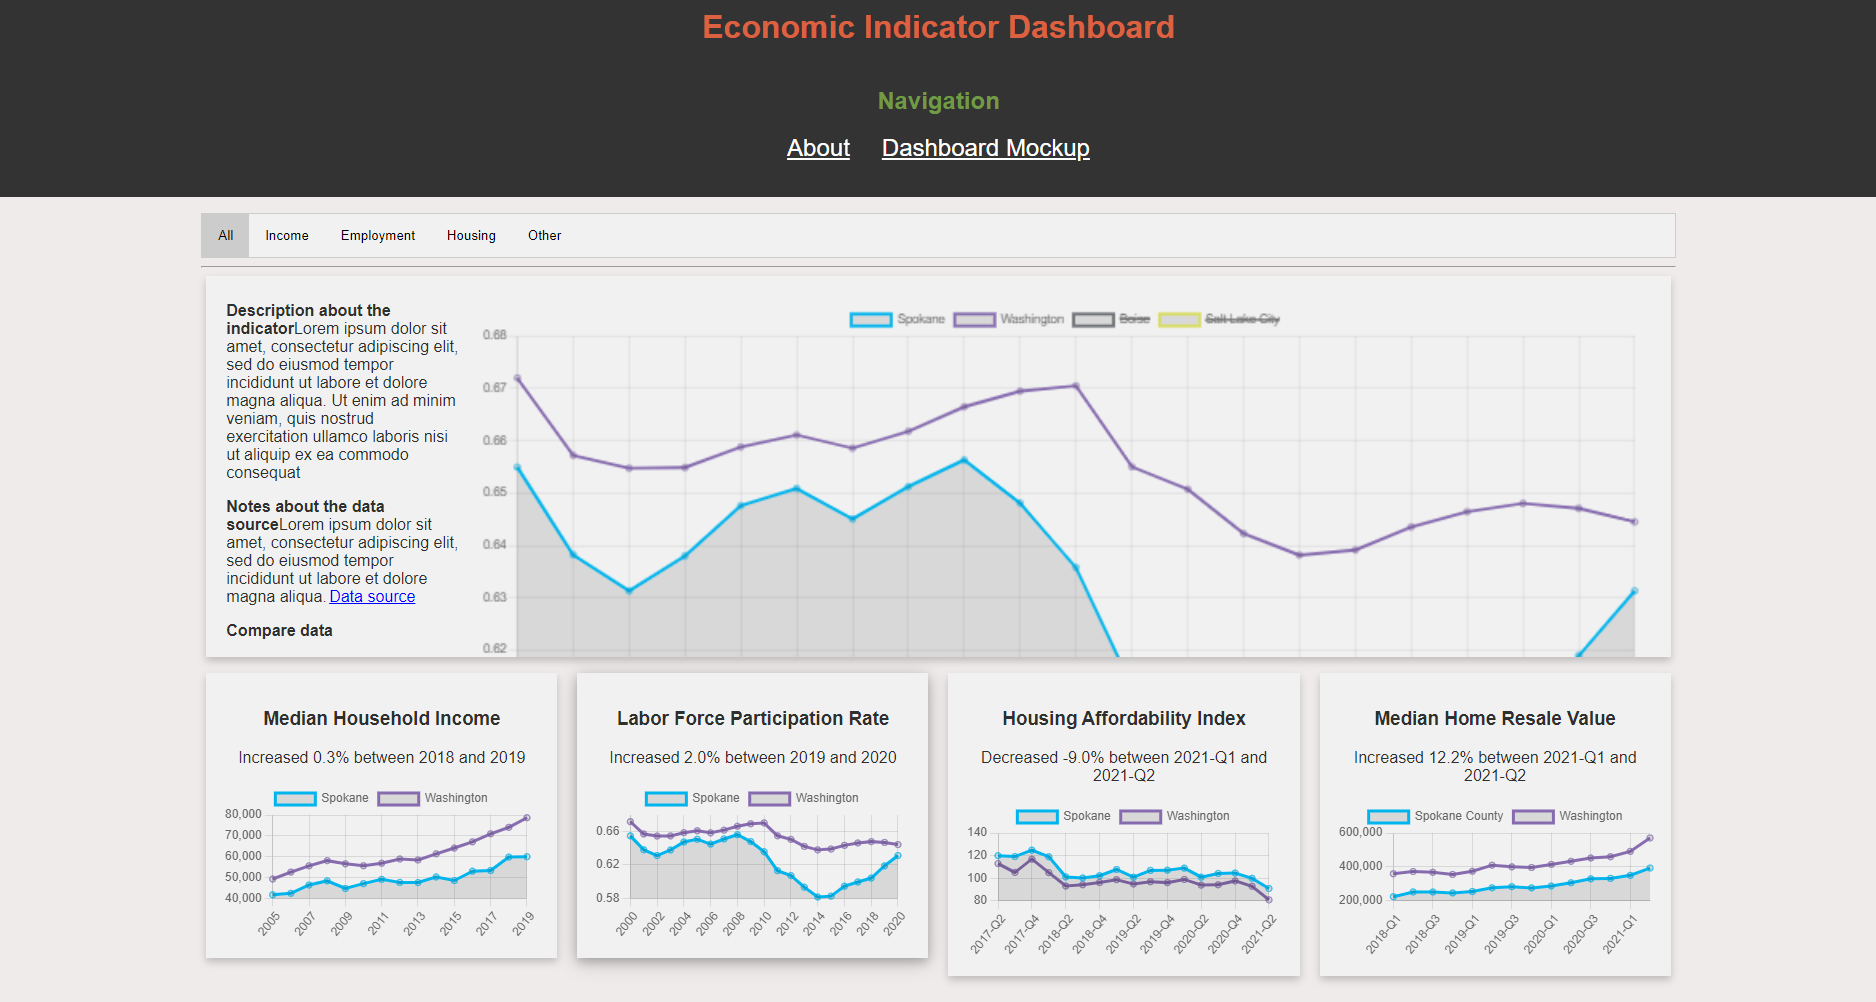 Economic Indicator Dashboard
Navigation
About Dashboard Mockup
All Income Employment Housing Other
Description about the
indicatorLorem ipsum dolor sit
amet, consectetur adipiscing elit,
sed do eiusmod tempor
incididunt ut labore et dolore
magna aliqua. Ut enim ad minim
veniam, quis nostrud
exercitation ullamco laboris nisi
ut aliquip ex ea commodo
consequat
Notes about the data
sourceLorem ipsum dolor sit
amet, consectetur adipiscing elit,
sed do eiusmod tempor
incididunt ut labore et dolore
magna aliqua. Data source
Compare data
Spokane Washington Boise Salt Lake City
0.68
0.67
0.66
0.65
0.64
0.63
0.62
Median Household Income
Increased 0.3% between 2018 and 2019
Spokane Washington
80,000
70,000
60,000
50,000
40,000
2005 2007 2009 2011 2013 2015 2017 2019
Labor Force Participation Rate
Increased 2.0% between 2019 and 2020
Spokane Washington
0.66
0.62
0.58
2000 2002 2004 2006 2008 2010 2012 2014 2016 2018 2020
Housing Affordability Index
Decreased -9.0% between 2021-Q1 and
2021-Q2
Spokane Washington
140
120
100
80
2017-Q2 2017-Q4 2018-Q2 2018-Q4 2019-Q2 2019-Q4 2020-Q2 2020-Q4 2021-Q2
Median Home Resale Value
Increased 12.2% between 2021-Q1 and
2021-Q2
Spokane County Washington
600,000
400,000
200,000
2018-Q1 2018-Q3 2019-Q1 2019-Q3 2020-Q1 2020-Q3 2021-Q1